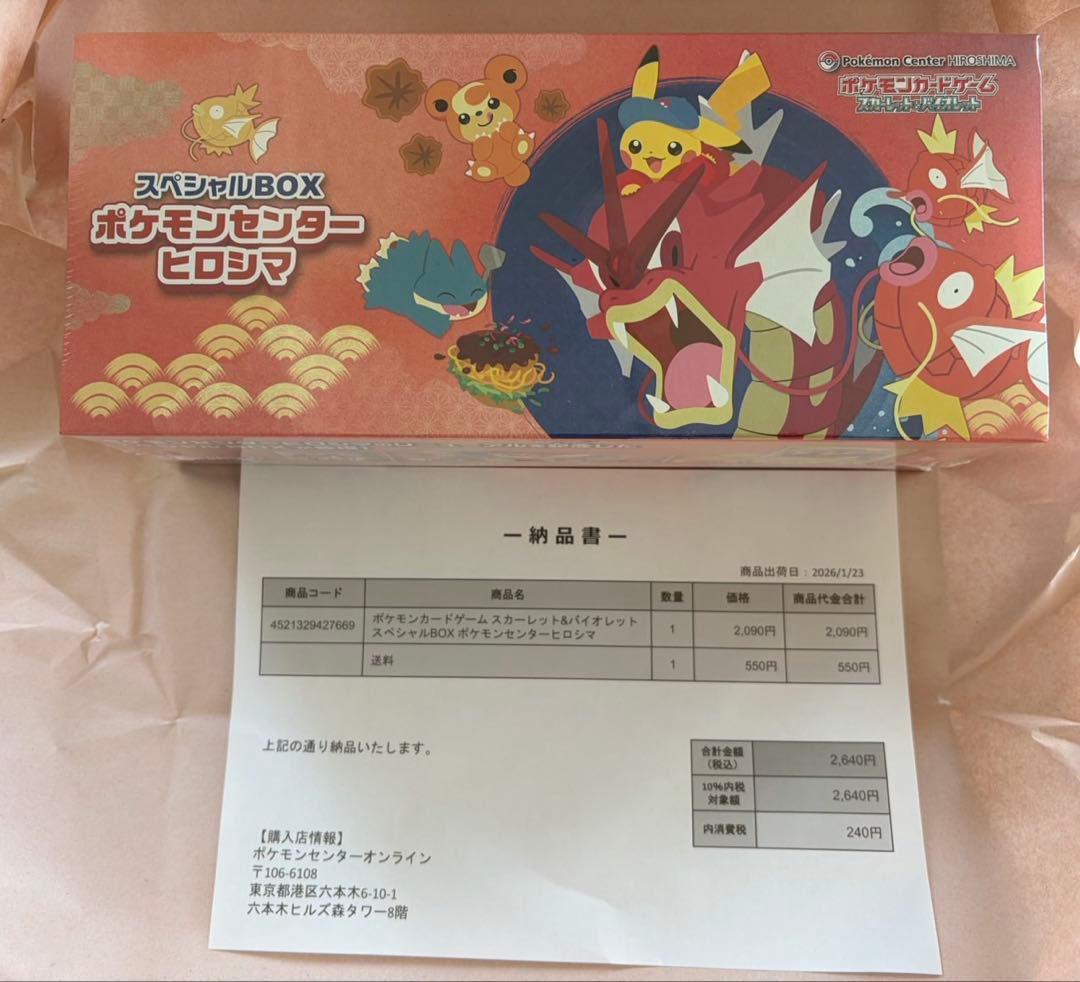 Pokémon Center HIROSHIMA
ポケモンカードゲーム
スカーレット&バイオレット
スペシャルBOX
ポケモンセンター
ヒロシマ
ー納品書ー
商品出荷日：2026/1/23
商品コード 商品名 数量 価格 商品代金合計
4521329427669 ポケモンカードゲーム スカーレット&バイオレット
スペシャルBOX ポケモンセンターヒロシマ 1 2,090円 2,090円
送料 1 550円 550円
上記の通り納品いたします。
合計金額
（税込） 2,640円
10%内税
対象額 2,640円
内消費税 240円
【購入店情報】
ポケモンセンターオンライン
〒106-6108
東京都港区六本木6-10-1
六本木ヒルズ森タワー8階